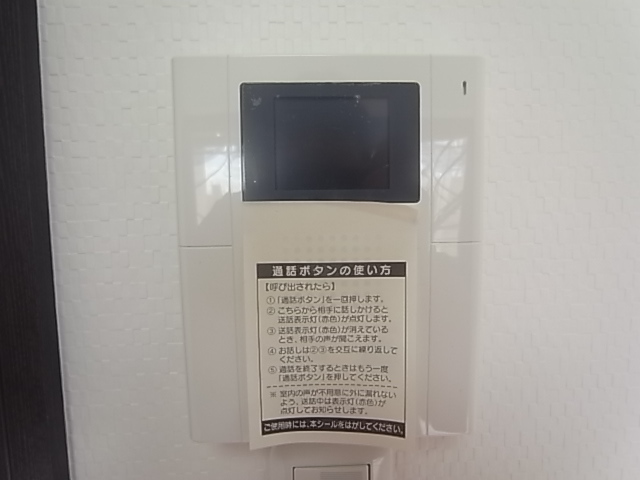 通話ボタンの使い方
【呼び出されたら】
①「通話ボタン」を一度押します。
②こちらから相手に話しかけると
送話表示灯(赤色)が点灯します。
③送話表示灯(赤色)が消えている
とき、相手の声が聞こえます。
④お話しは②③を交互に繰り返して
ください。
⑤通話を終了するときはもう一度
「通話ボタン」を押してください。
※室内の声が不用意に外に漏れない
よう、送話中は表示灯(赤色)が
点灯してお知らせします。
ご使用時には、本シールをはがしてください。